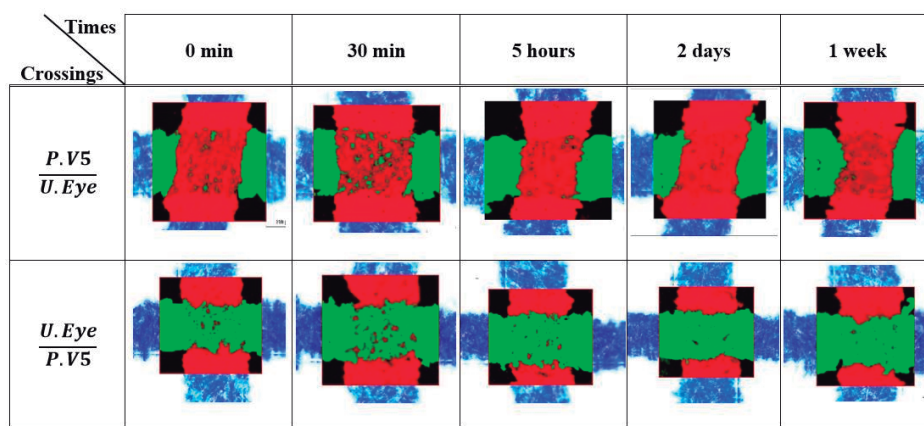 Times
Crossings
0 min
30 min
5 hours
2 days
1 week
P.V5
U.Eye
U.Eye
P.V5